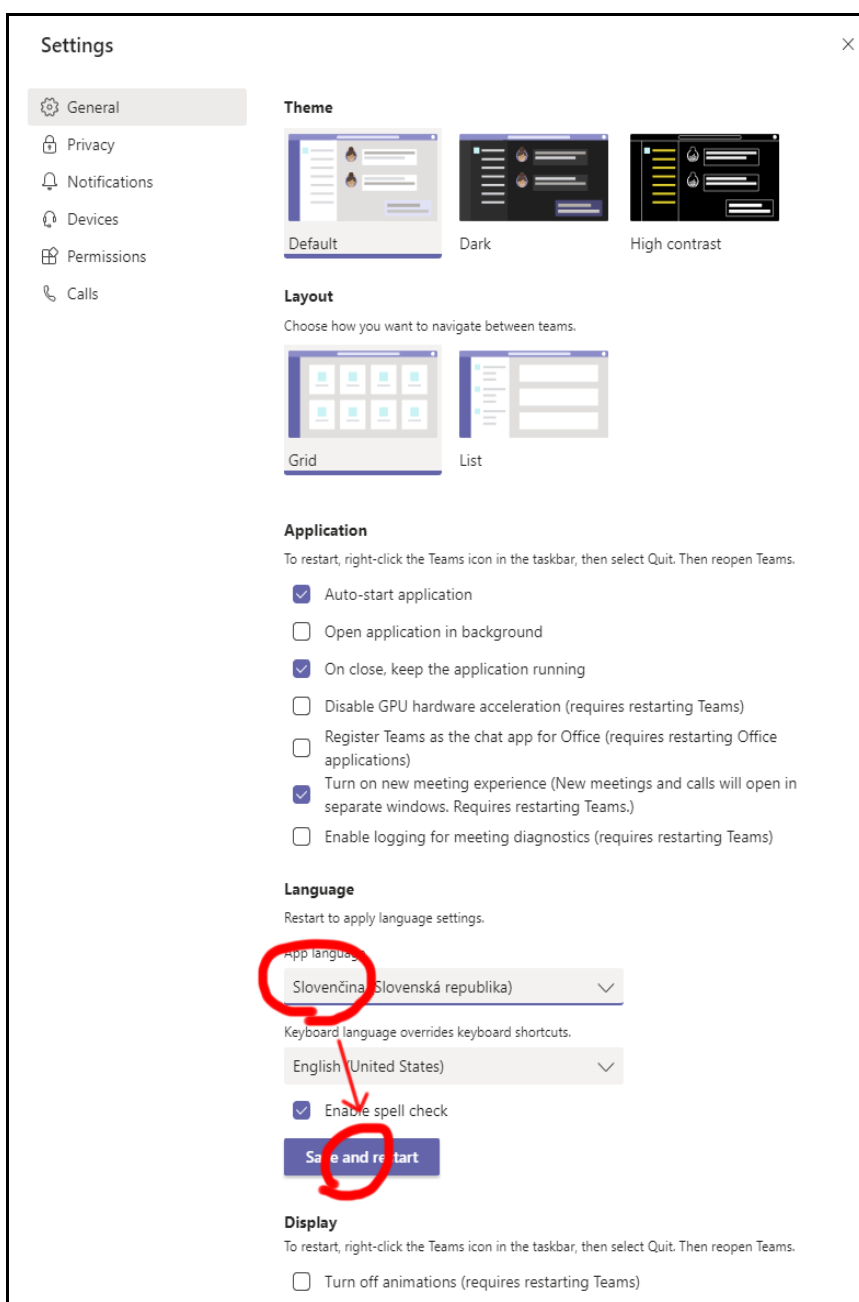 Settings
General
Privacy
Notifications
Devices
Permissions
Calls
Theme
Default
Dark
High contrast
Layout
Choose how you want to navigate between teams.
Grid
List
Application
To restart, right-click the Teams icon in the taskbar, then select Quit. Then reopen Teams.
Auto-start application
Open application in background
On close, keep the application running
Disable GPU hardware acceleration (requires restarting Teams)
Register Teams as the chat app for Office (requires restarting Office
applications)
Turn on new meeting experience (New meetings and calls will open in
separate windows. Requires restarting Teams.)
Enable logging for meeting diagnostics (requires restarting Teams)
Language
Restart to apply language settings.
App language
Slovenčina (Slovenská republika)
Keyboard language overrides keyboard shortcuts.
English (United States)
Enable spell check
Save and restart
Display
To restart, right-click the Teams icon in the taskbar, then select Quit. Then reopen Teams.
Turn off animations (requires restarting Teams)